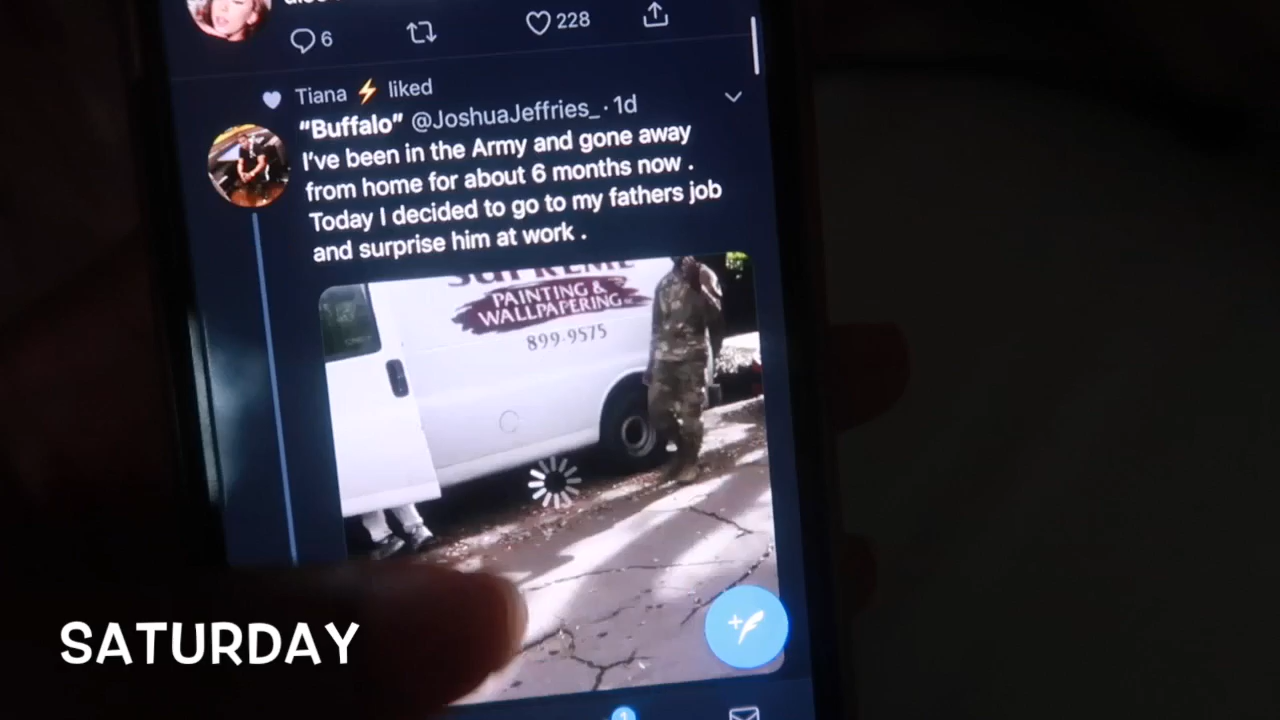 6
228
Tiana ⚡ liked
“Buffalo” @JoshuaJeffries_ · 1d
I’ve been in the Army and gone away
from home for about 6 months now .
Today I decided to go to my fathers job
and surprise him at work .
SUPREME
PAINTING &
WALLPAPERING
899-9575
SATURDAY
1